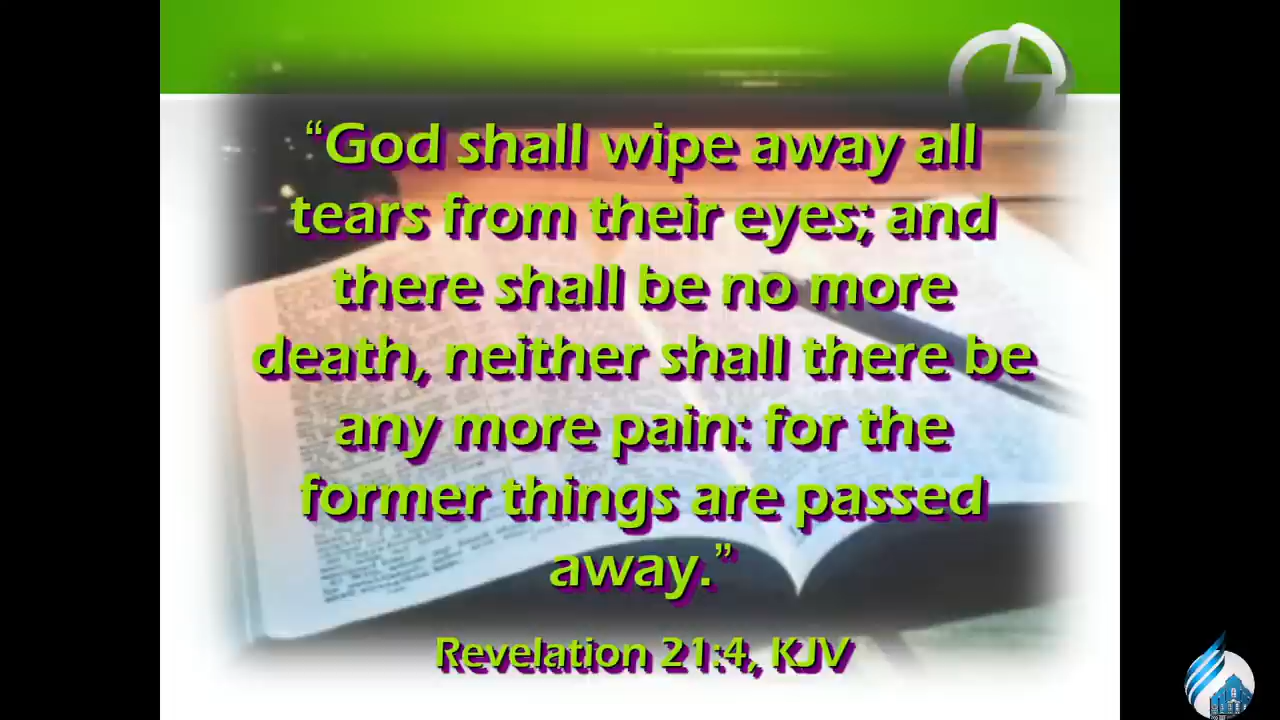 “God shall wipe away all
tears from their eyes; and
there shall be no more
death, neither shall there be
any more pain: for the
former things are passed
away.”
Revelation 21:4, KJV